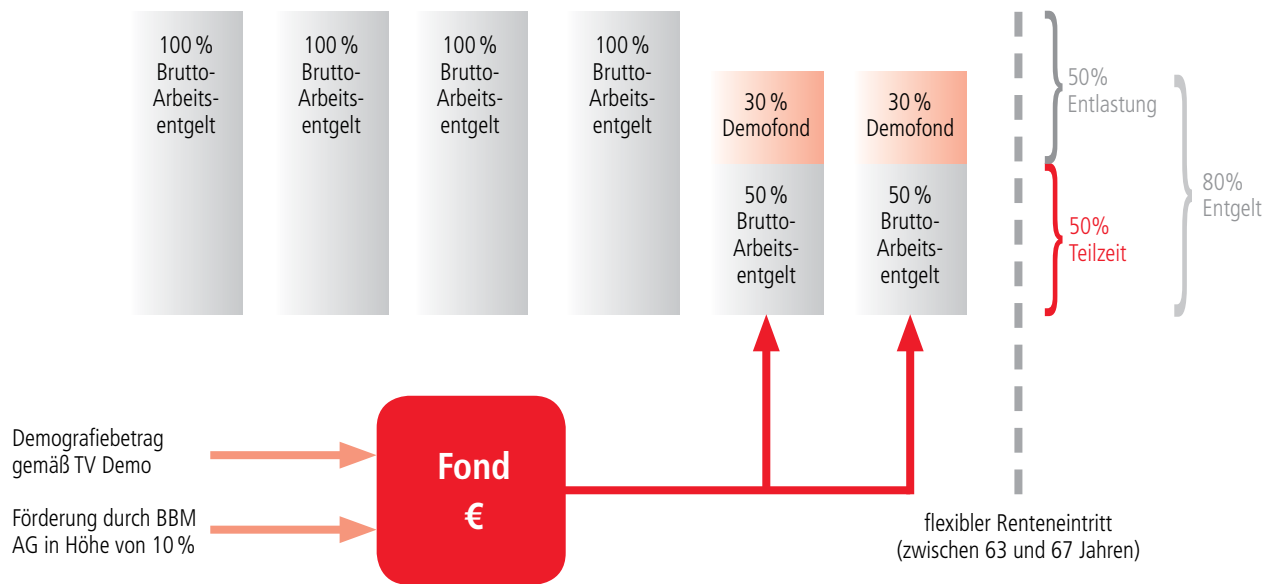 100 %
Brutto-
Arbeits-
entgelt
100 %
Brutto-
Arbeits-
entgelt
100 %
Brutto-
Arbeits-
entgelt
100 %
Brutto-
Arbeits-
entgelt
30 %
Demofond
50 %
Brutto-
Arbeits-
entgelt
30 %
Demofond
50 %
Brutto-
Arbeits-
entgelt
50%
Entlastung
50%
Teilzeit
80%
Entgelt
Demografiebetrag
gemäß TV Demo
Förderung durch BBM
AG in Höhe von 10 %
Fond
€
flexibler Renteneintritt
(zwischen 63 und 67 Jahren)